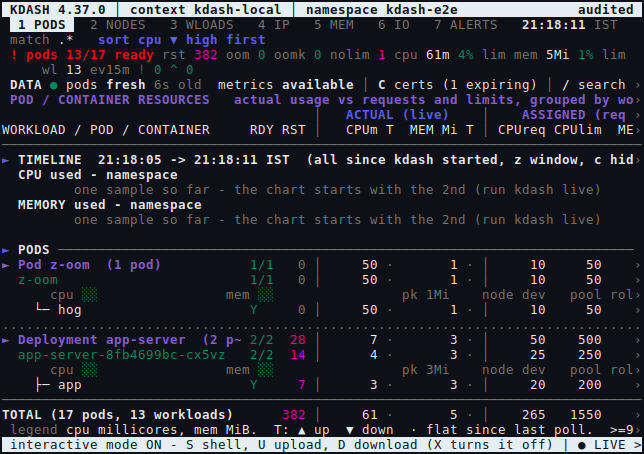 KDASH 4.37.0 | context kdash-local | namespace kdash-e2e audited
1 PODS 2 NODES 3 WLOADS 4 IP 5 MEM 6 IO 7 ALERTS 21:18:11 IST
match .* sort cpu ▼ high first
! pods 13/17 ready rst 382 oom 0 oomk 0 nolim 1 cpu 61m 4% lim mem 5Mi 1% lim
wl 13 ev15m ! 0 ^ 0
DATA ● pods fresh 6s old metrics available | C certs (1 expiring) | / search ›
POD / CONTAINER RESOURCES actual usage vs requests and limits, grouped by wo›
│ ACTUAL (live) │ ASSIGNED (req ›
WORKLOAD / POD / CONTAINER RDY RST │ CPUm T MEM Mi T │ CPUreq CPUlim ME›
► TIMELINE 21:18:05 -> 21:18:11 IST (all since kdash started, z window, c hid›
CPU used - namespace
one sample so far - the chart starts with the 2nd (run kdash live)
MEMORY used - namespace
one sample so far - the chart starts with the 2nd (run kdash live)
► PODS
► Pod z-oom (1 pod) 1/1 0 │ 50 · 1 · │ 10 50 ›
z-oom 1/1 0 │ 50 · 1 · │ 10 50 ›
cpu ░░ mem ░░ pk 1Mi node dev pool rol›
└─ hog Y 0 │ 50 · 1 · │ 10 50 ›
► Deployment app-server (2 p~ 2/2 28 │ 7 · 3 · │ 50 500 ›
app-server-8fb4699bc-cx5vz 2/2 14 │ 4 · 3 · │ 25 250 ›
cpu ░░ mem ░░ pk 3Mi node dev pool rol›
├─ app Y 7 │ 3 · 3 · │ 20 200 ›
TOTAL (17 pods, 13 workloads) 382 │ 61 · 5 · │ 265 1550 ›
legend cpu millicores, mem MiB. T: ▲ up ▼ down · flat since last poll. >=9›
interactive mode ON - S shell, U upload, D download (X turns it off) | ● LIVE >